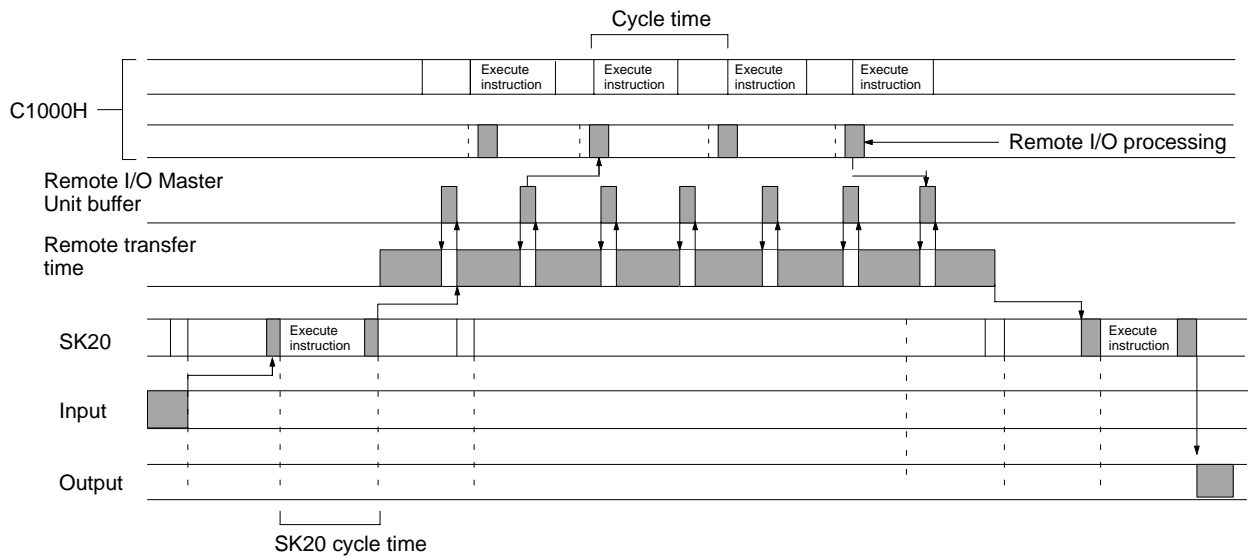 Cycle time
Execute
instruction
Execute
instruction
Execute
instruction
Execute
instruction
C1000H
Remote I/O processing
Remote I/O Master
Unit buffer
Remote transfer
time
SK20
Execute
instruction
Execute
instruction
Input
Output
SK20 cycle time